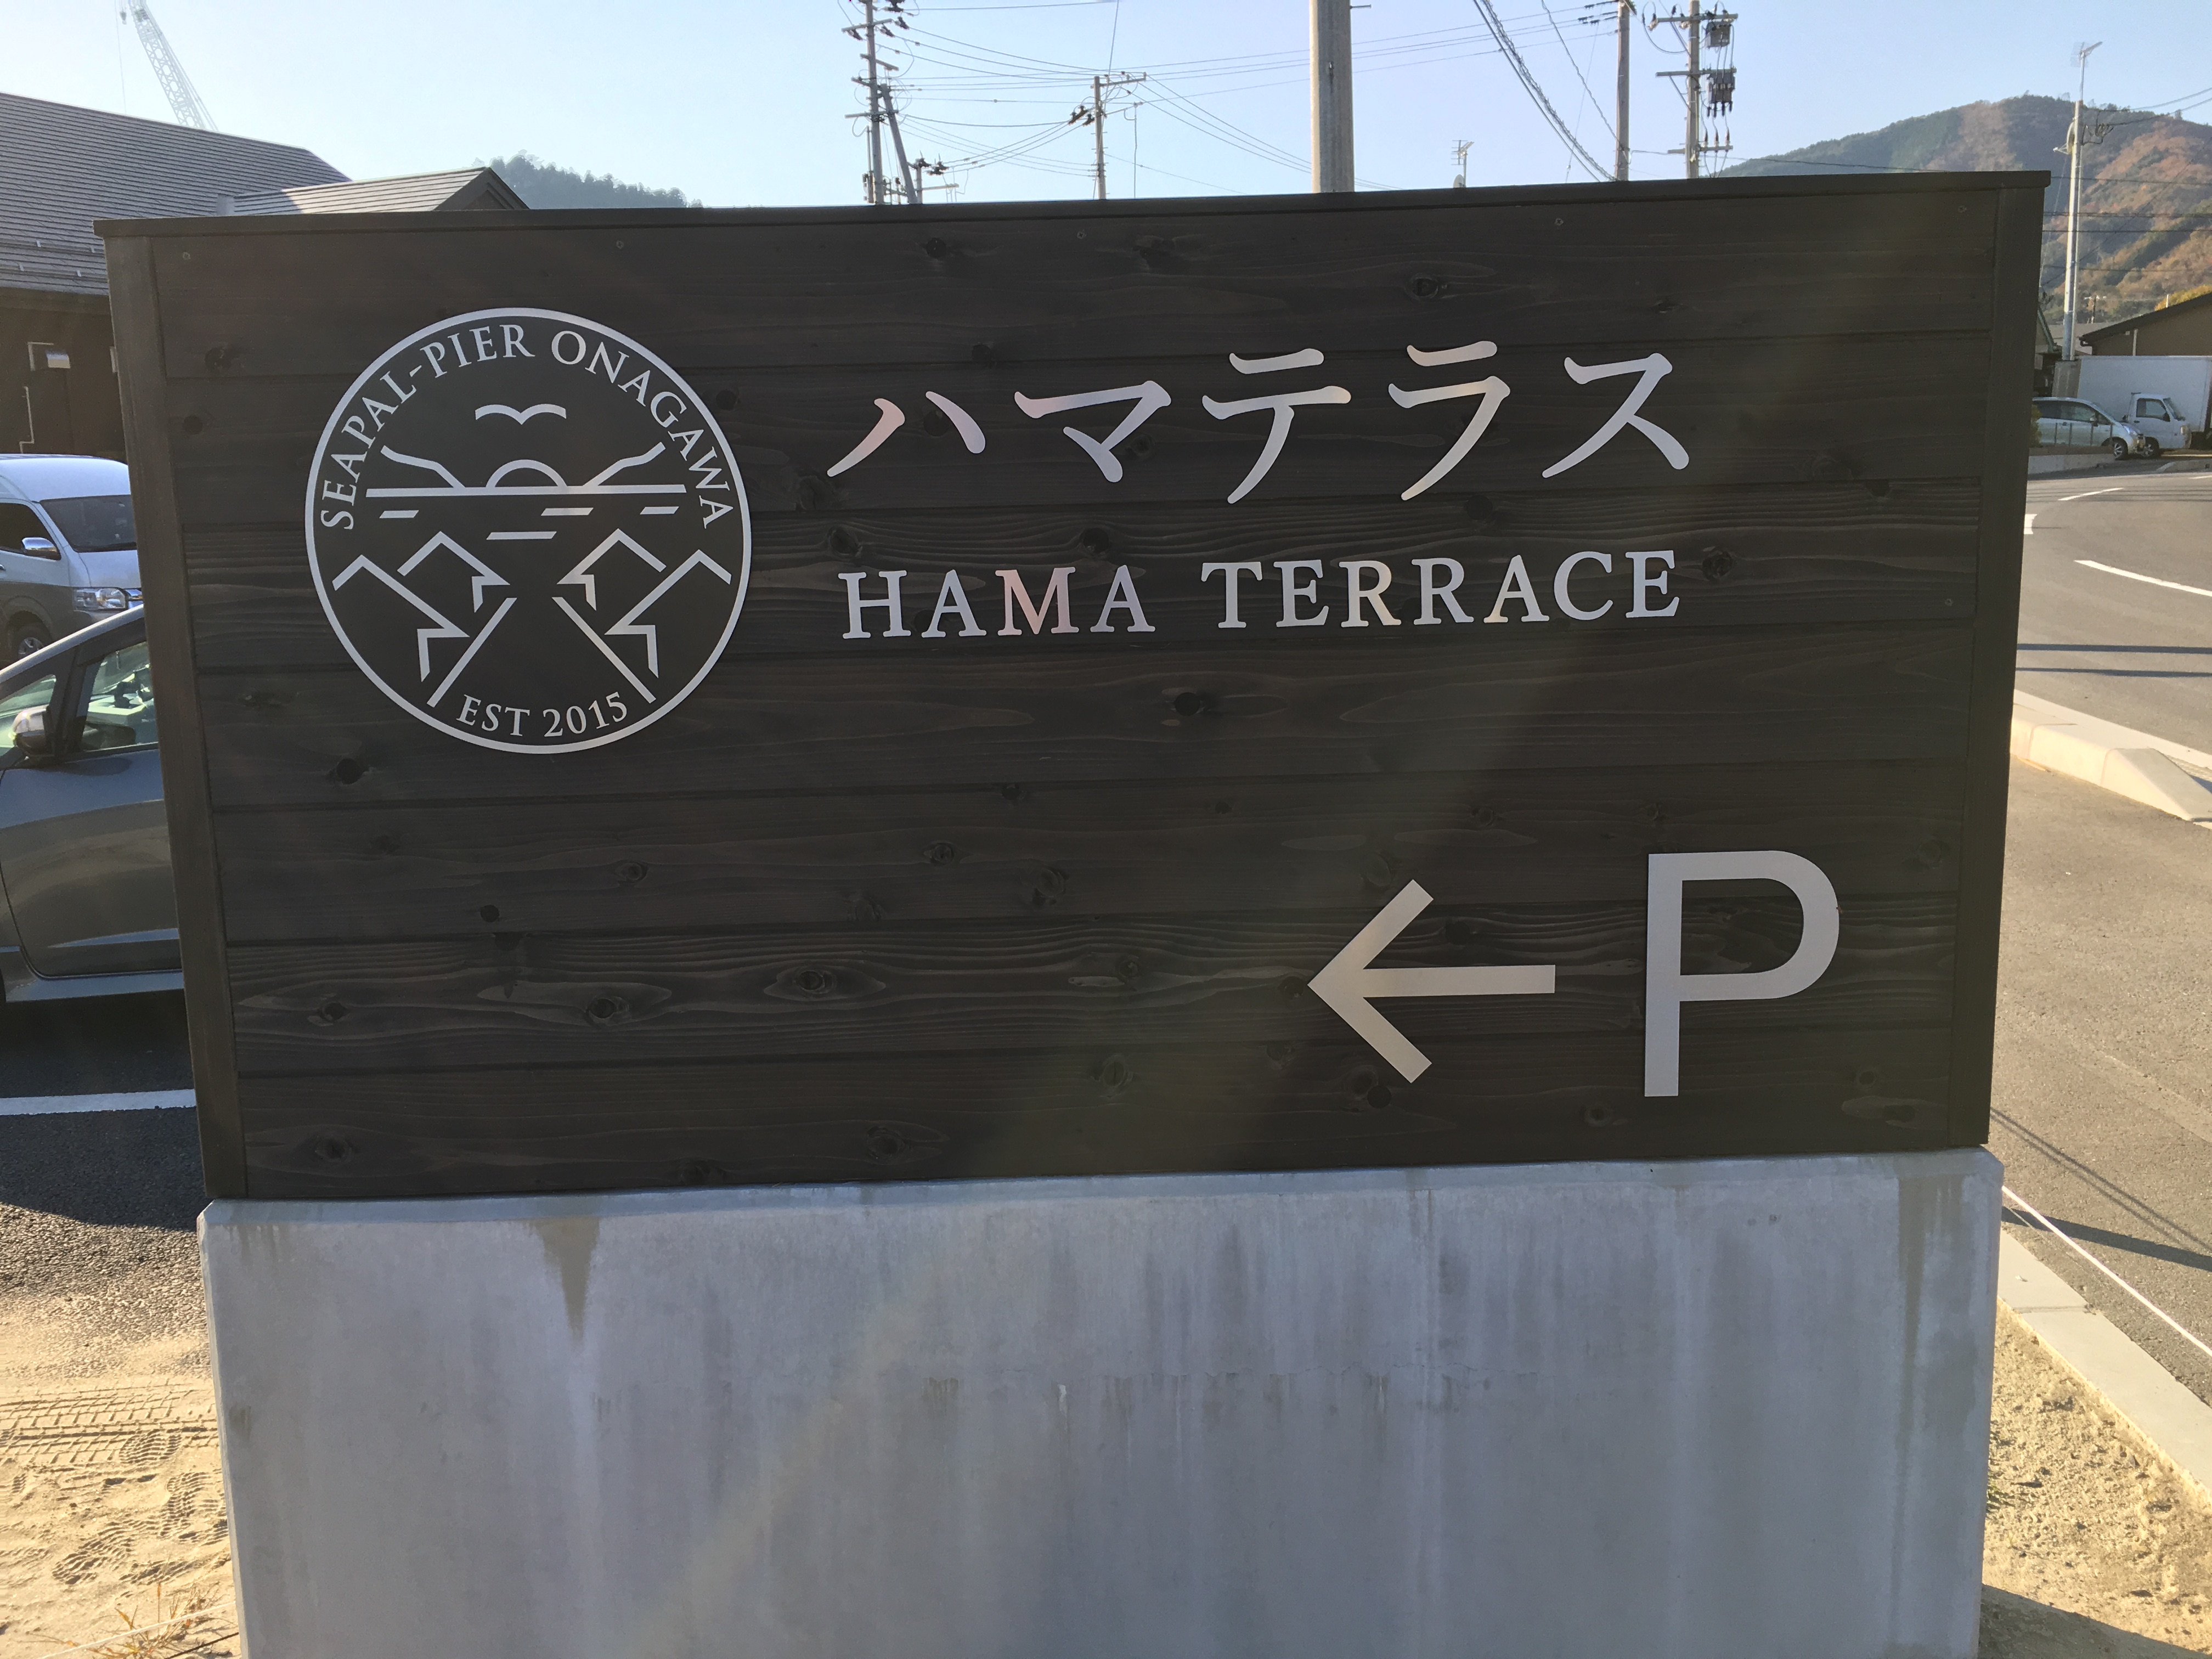 SEAPAL-PIER ONAGAWA
EST 2015
ハマテラス
HAMA TERRACE
← P